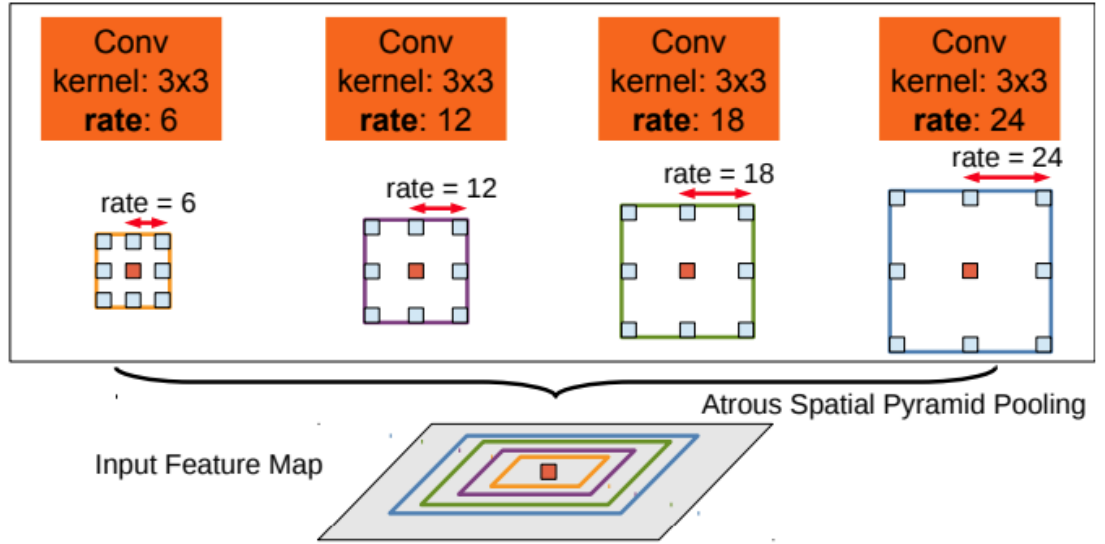 Conv
kernel: 3x3
rate: 6
Conv
kernel: 3x3
rate: 12
Conv
kernel: 3x3
rate: 18
Conv
kernel: 3x3
rate: 24
rate = 6
rate = 12
rate = 18
rate = 24
Atrous Spatial Pyramid Pooling
Input Feature Map